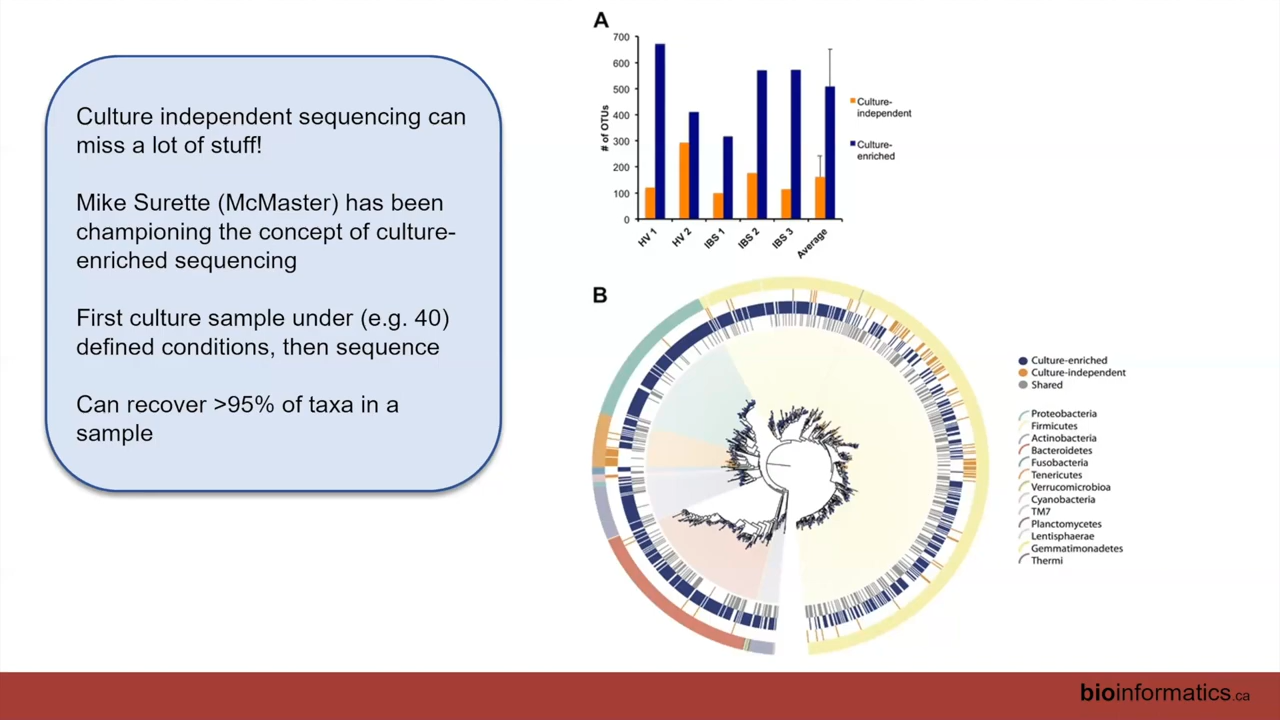 Culture independent sequencing can
miss a lot of stuff!
Mike Surette (McMaster) has been
championing the concept of culture-
enriched sequencing
First culture sample under (e.g. 40)
defined conditions, then sequence
Can recover >95% of taxa in a
sample
A
# of OTUs
700
600
500
400
300
200
100
0
HV 1
HV 2
IBS 1
IBS 2
IBS 3
Average
Culture-
independent
Culture-
enriched
B
Culture-enriched
Culture-independent
Shared
Proteobacteria
Firmicutes
Actinobacteria
Bacteroidetes
Fusobacteria
Tenericutes
Verrucomicrobioa
Cyanobacteria
TM7
Planctomycetes
Lentisphaerae
Gemmatimonadetes
Thermi
bioinformatics.ca